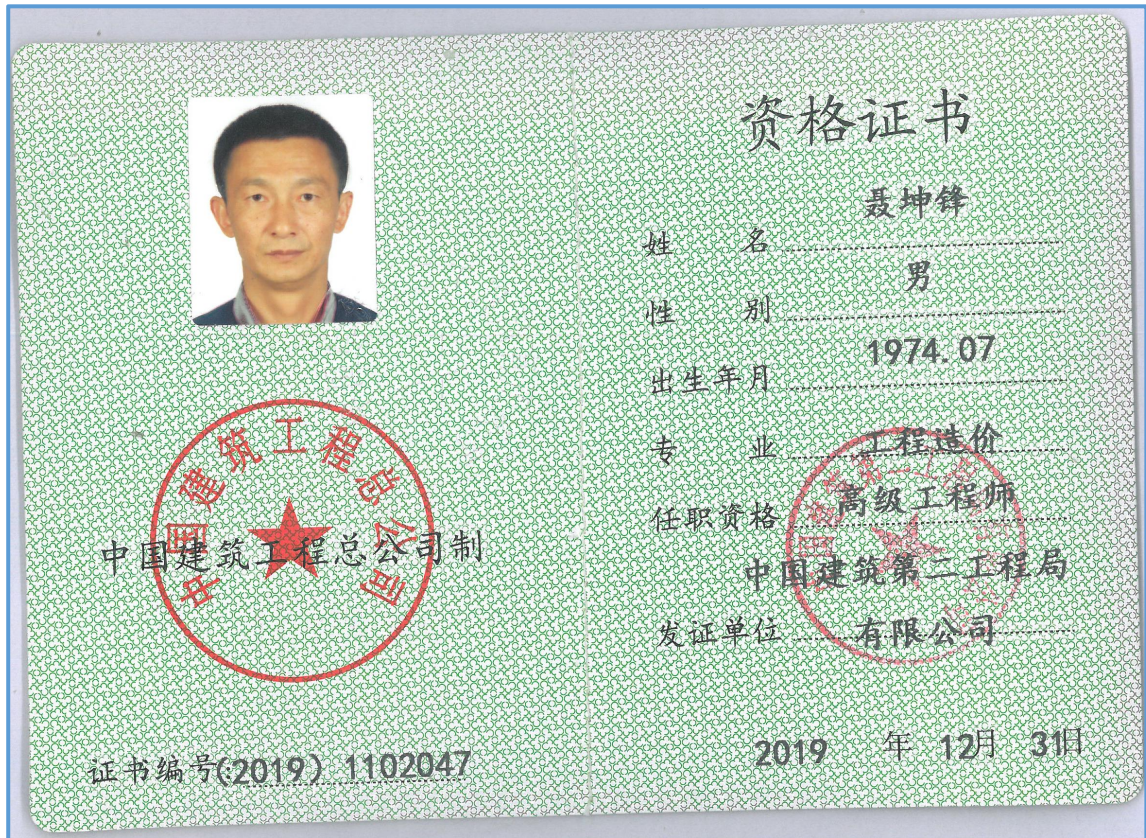 中国建筑工程总公司
中国建筑工程总公司制
证书编号:(2019) 1102047
资格证书
姓名 聂坤锋
性别 男
出生年月 1974.07
专业 工程造价
任职资格 高级工程师
中国建筑第二工程局
发证单位 有限公司
2019 年 12月 31日